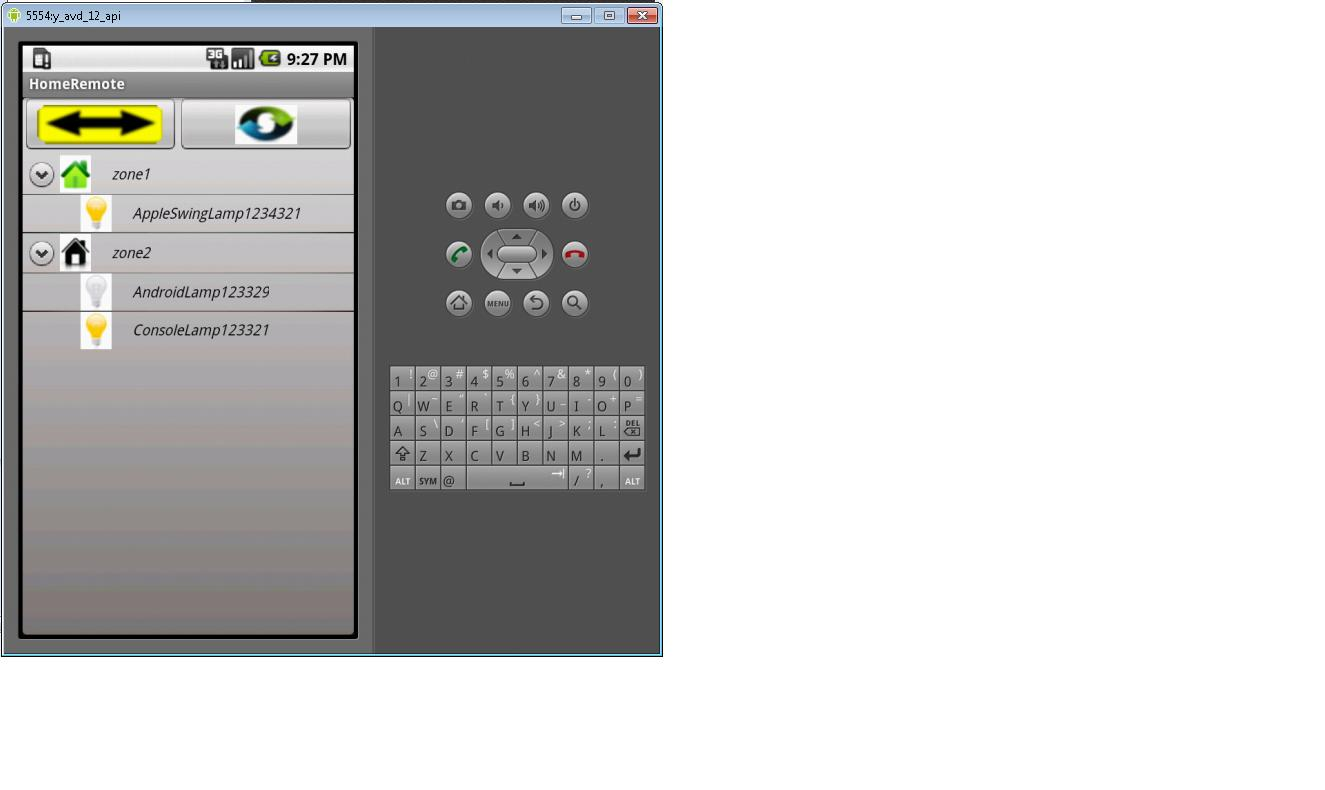 5554:y_avd_12_api
3G 9:27 PM
HomeRemote
zone1
AppleSwingLamp1234321
zone2
AndroidLamp123329
ConsoleLamp123321
MENU
1 ! 2 @ 3 # 4 $ 5 % 6 ^ 7 & 8 * 9 ( 0 )
Q | W ~ E " R ` T { Y } U _ I - O + P =
A S \ D ' F [ G ] H < J > K ; L : DEL
Z X C V B N M .
ALT SYM @ / ? , ALT